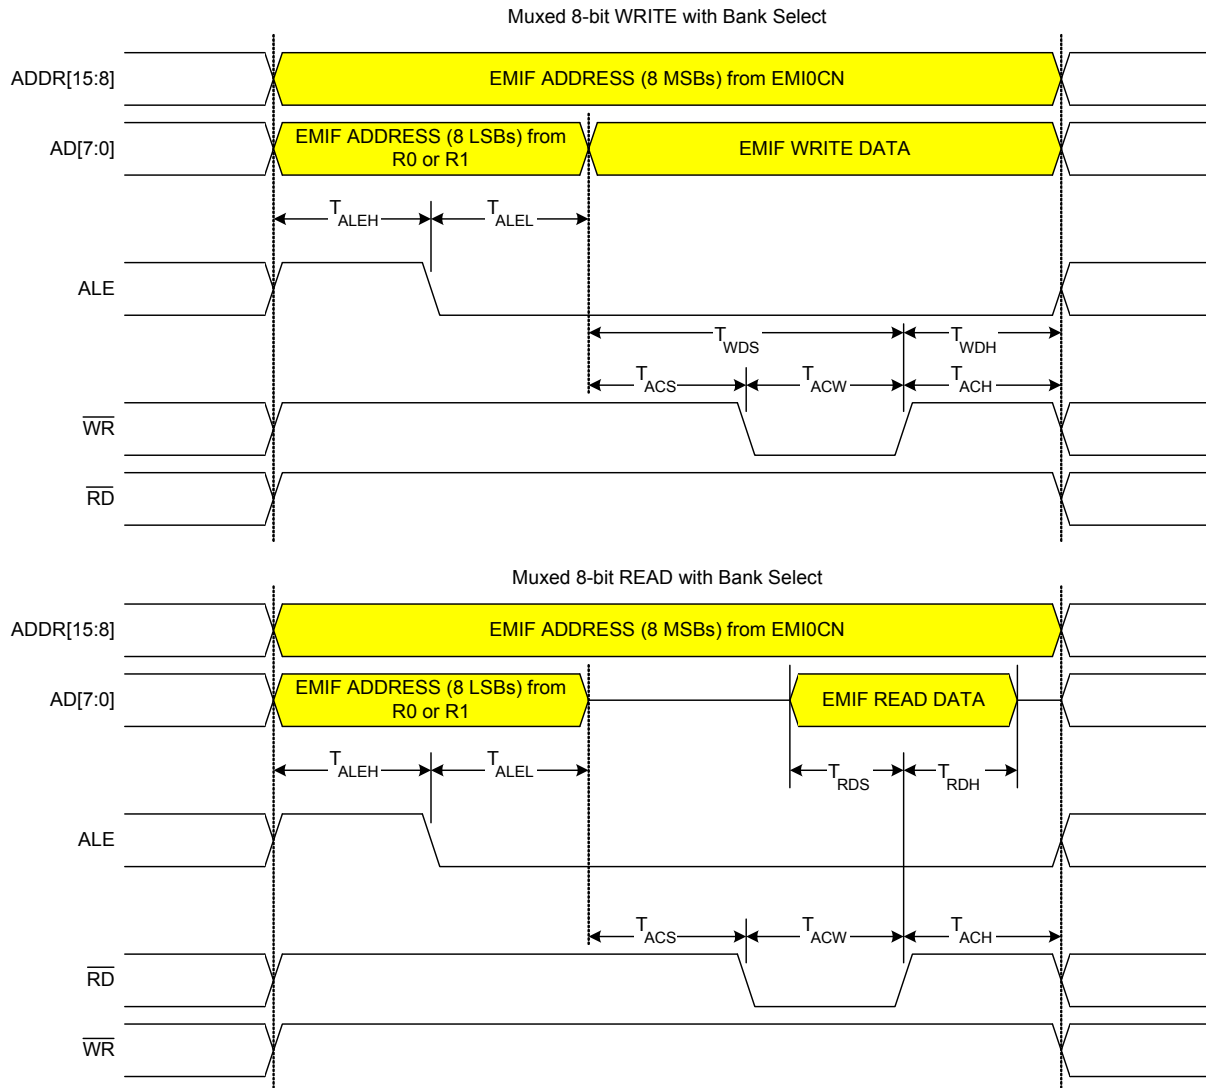 Muxed 8-bit WRITE with Bank Select
ADDR[15:8]
EMIF ADDRESS (8 MSBs) from EMI0CN
AD[7:0]
EMIF ADDRESS (8 LSBs) from
R0 or R1
EMIF WRITE DATA
TALEH
TALEL
ALE
TWDS
TWDH
TACS
TACW
TACH
WR
RD
Muxed 8-bit READ with Bank Select
ADDR[15:8]
EMIF ADDRESS (8 MSBs) from EMI0CN
AD[7:0]
EMIF ADDRESS (8 LSBs) from
R0 or R1
EMIF READ DATA
TALEH
TALEL
TRDS
TRDH
ALE
TACS
TACW
TACH
RD
WR